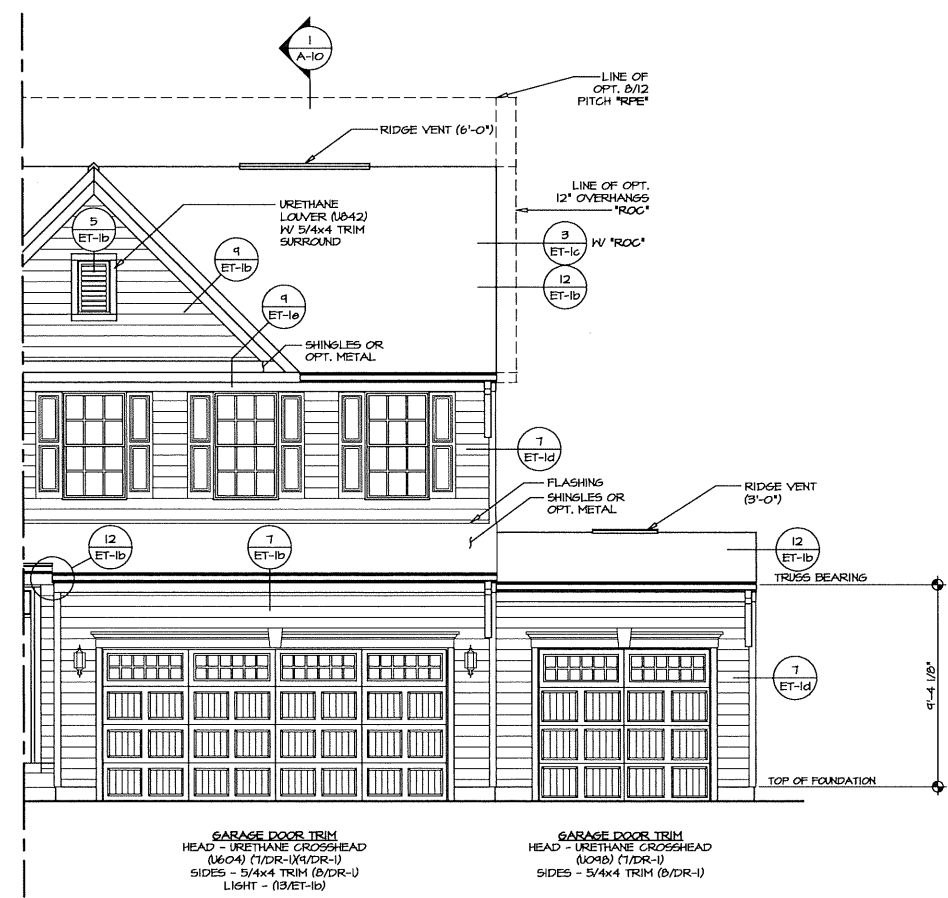 1
A-10
LINE OF
OPT. 8/12
PITCH "RPE"
RIDGE VENT (6'-0")
LINE OF OPT.
12" OVERHANGS
"ROC"
URETHANE
LOUVER (U842)
W/ 5/4x4 TRIM
SURROUND
5
ET-1b
3
ET-1c
W/ "ROC"
9
ET-1b
12
ET-1b
9
ET-1e
SHINGLES OR
OPT. METAL
7
ET-1d
FLASHING
SHINGLES OR
OPT. METAL
RIDGE VENT
(3'-0")
12
ET-1b
7
ET-1b
12
ET-1b
TRUSS BEARING
7
ET-1d
9'-4 1/8"
TOP OF FOUNDATION
GARAGE DOOR TRIM
HEAD - URETHANE CROSSHEAD
(U604) (7/DR-1)(9/DR-1)
SIDES - 5/4x4 TRIM (8/DR-1)
LIGHT - (13/ET-1b)
GARAGE DOOR TRIM
HEAD - URETHANE CROSSHEAD
(U098) (7/DR-1)
SIDES - 5/4x4 TRIM (8/DR-1)